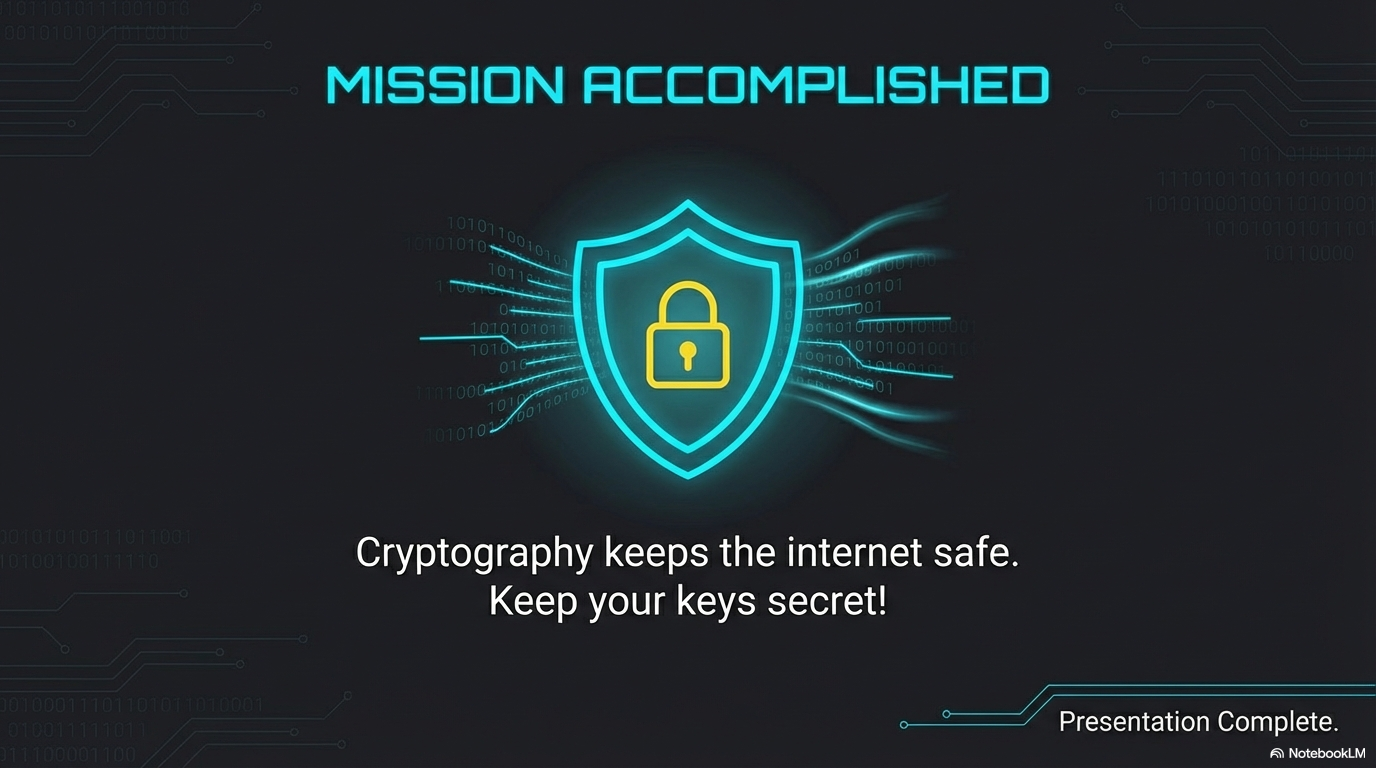 MISSION ACCOMPLISHED
Cryptography keeps the internet safe.
Keep your keys secret!
Presentation Complete.
NotebookLM